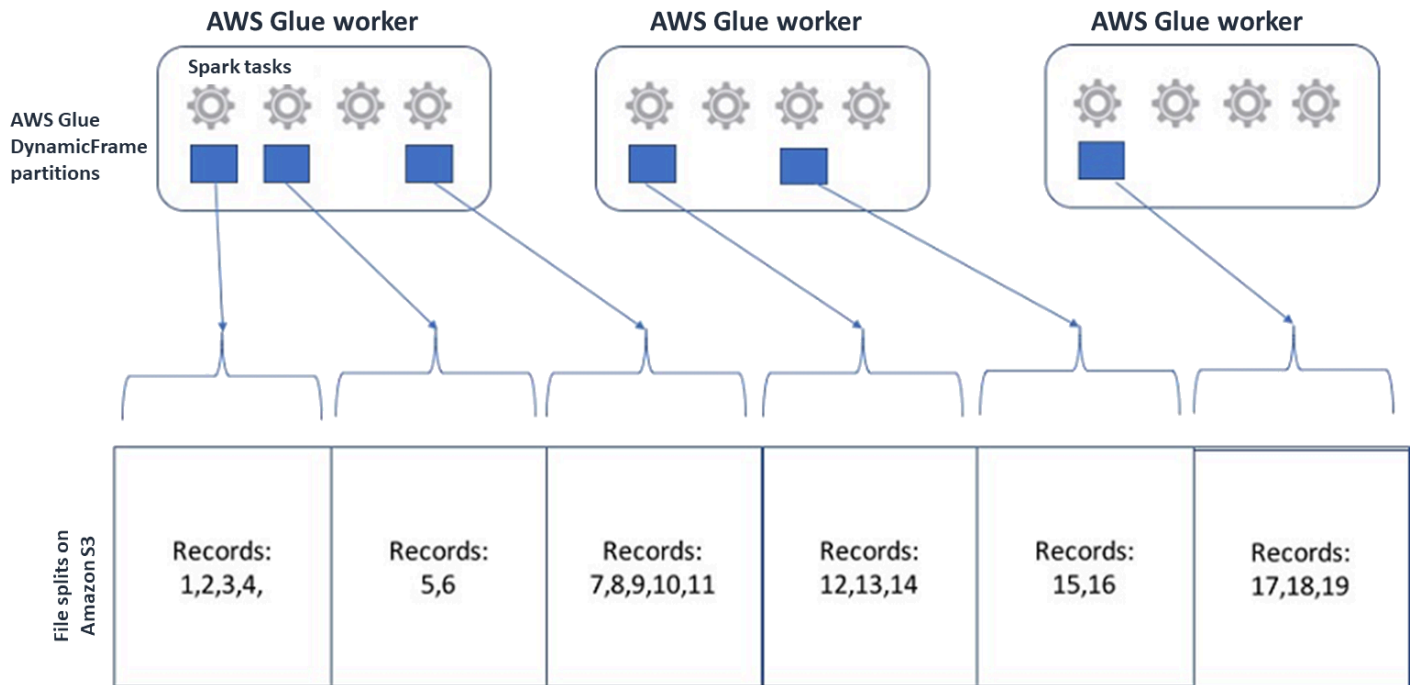 AWS Glue worker
AWS Glue worker
AWS Glue worker
Spark tasks
AWS Glue
DynamicFrame
partitions
File splits on
Amazon S3
Records:
1,2,3,4,
Records:
5,6
Records:
7,8,9,10,11
Records:
12,13,14
Records:
15,16
Records:
17,18,19